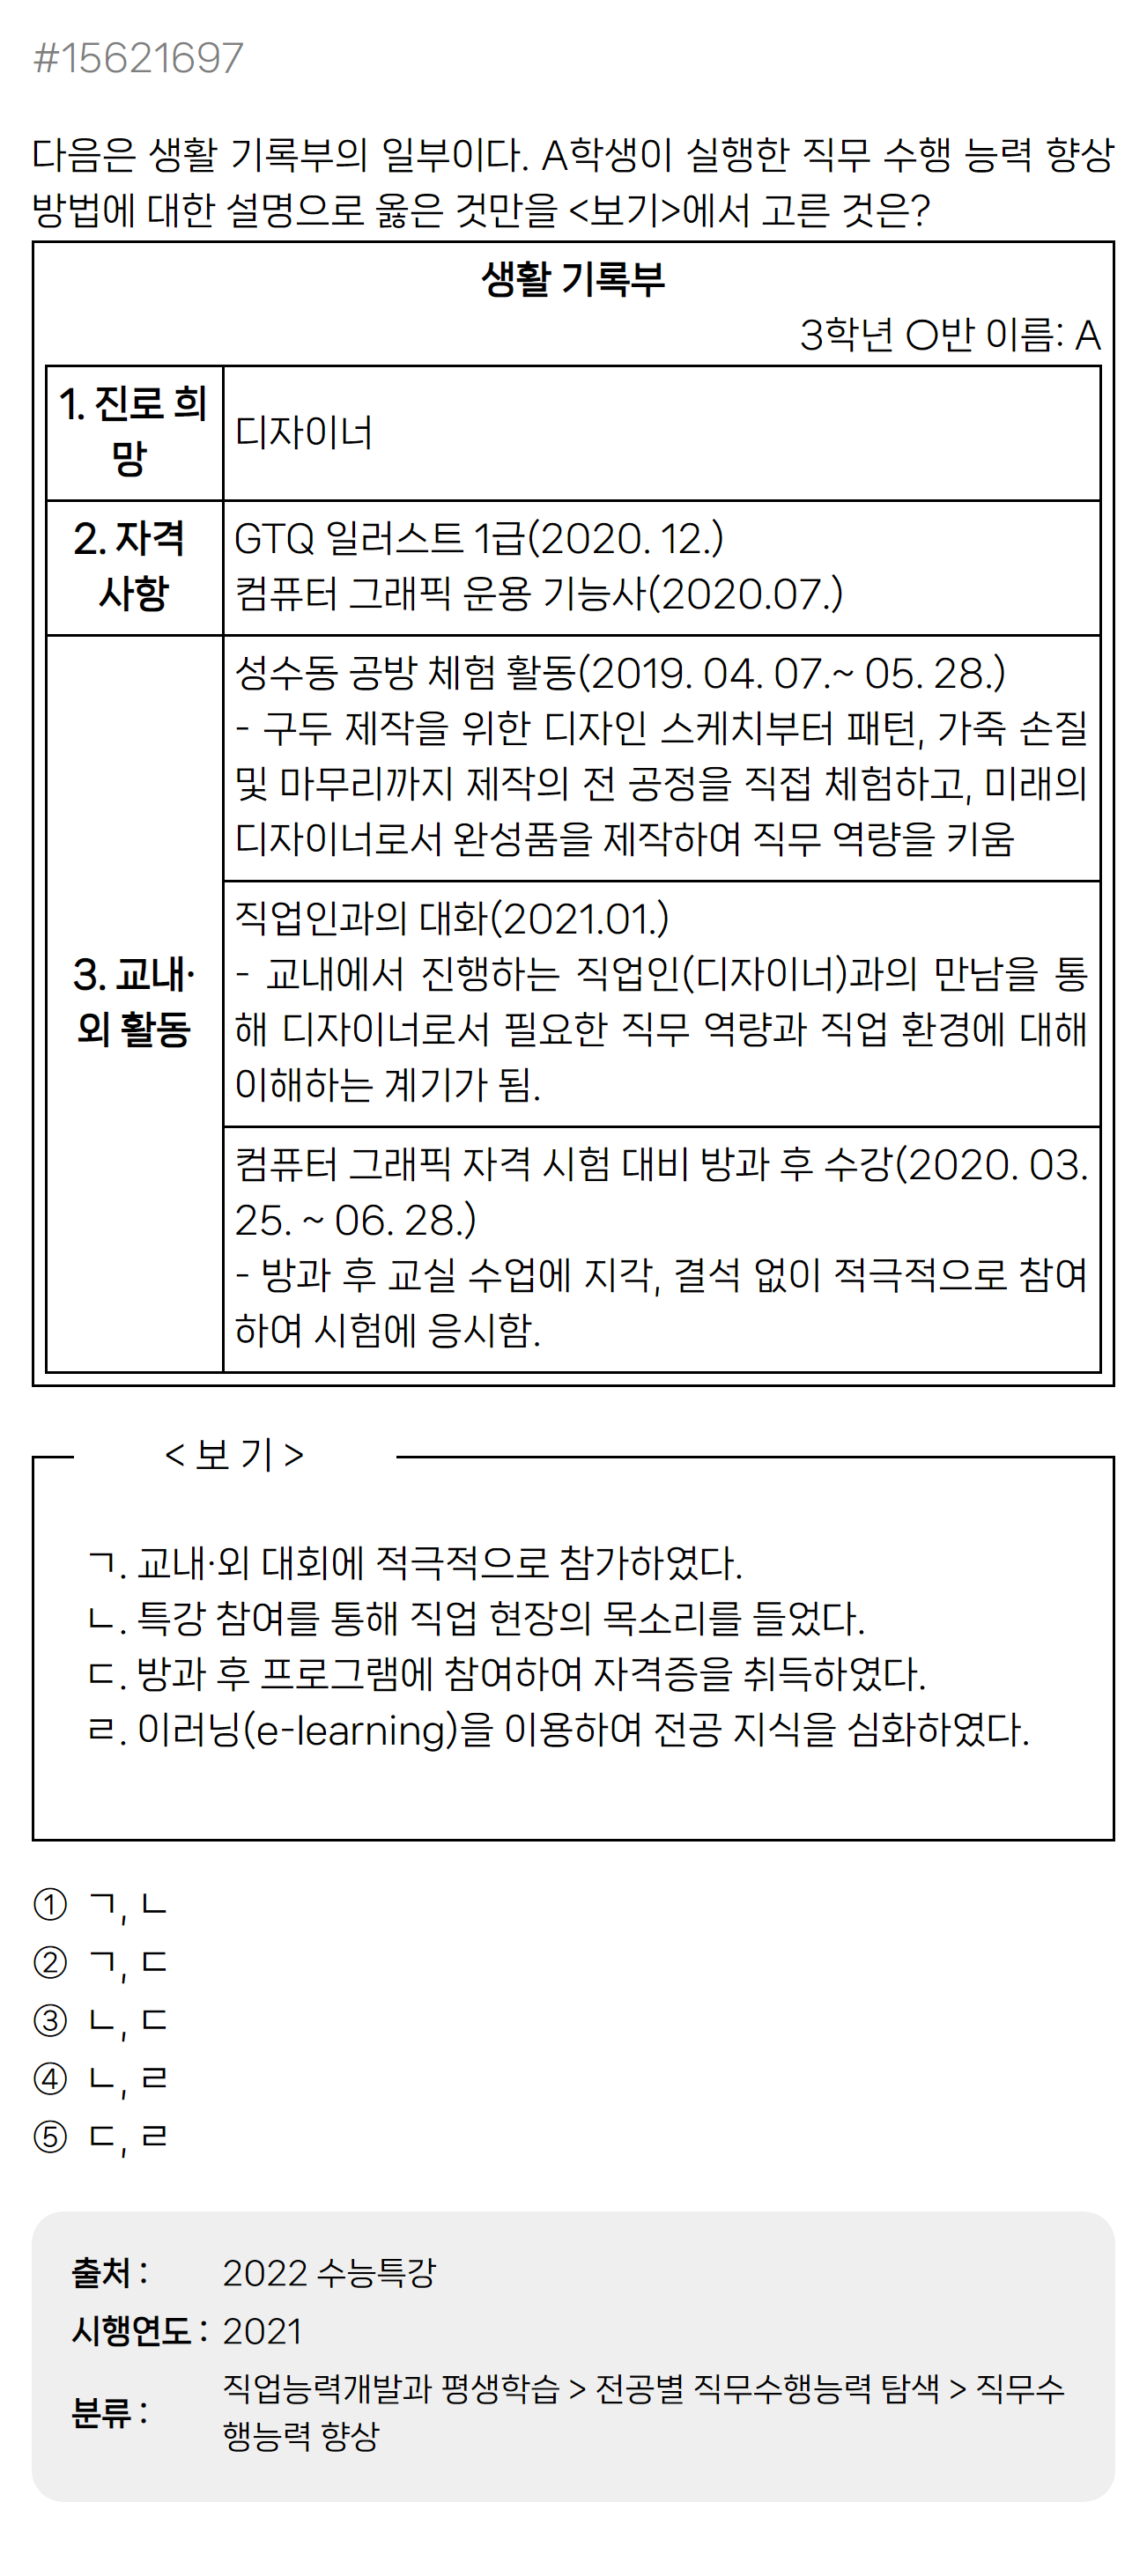 #15621697
다음은 생활 기록부의 일부이다. A학생이 실행한 직무 수행 능력 향상
방법에 대한 설명으로 옳은 것만을 <보기>에서 고른 것은?
생활 기록부
3학년 ○반 이름: A
1. 진로 희
망
디자이너
2. 자격
사항
GTQ 일러스트 1급(2020. 12.)
컴퓨터 그래픽 운용 기능사(2020.07.)
3. 교내·
외 활동
성수동 공방 체험 활동(2019. 04. 07.~ 05. 28.)
- 구두 제작을 위한 디자인 스케치부터 패턴, 가죽 손질
및 마무리까지 제작의 전 공정을 직접 체험하고, 미래의
디자이너로서 완성품을 제작하여 직무 역량을 키움
직업인과의 대화(2021.01.)
- 교내에서 진행하는 직업인(디자이너)과의 만남을 통
해 디자이너로서 필요한 직무 역량과 직업 환경에 대해
이해하는 계기가 됨.
컴퓨터 그래픽 자격 시험 대비 방과 후 수강(2020. 03.
25. ~ 06. 28.)
- 방과 후 교실 수업에 지각, 결석 없이 적극적으로 참여
하여 시험에 응시함.
< 보 기 >
ㄱ. 교내·외 대회에 적극적으로 참가하였다.
ㄴ. 특강 참여를 통해 직업 현장의 목소리를 들었다.
ㄷ. 방과 후 프로그램에 참여하여 자격증을 취득하였다.
ㄹ. 이러닝(e-learning)을 이용하여 전공 지식을 심화하였다.
① ㄱ, ㄴ
② ㄱ, ㄷ
③ ㄴ, ㄷ
④ ㄴ, ㄹ
⑤ ㄷ, ㄹ
출처 : 2022 수능특강
시행연도 : 2021
분류 : 직업능력개발과 평생학습 > 전공별 직무수행능력 탐색 > 직무수
행능력 향상